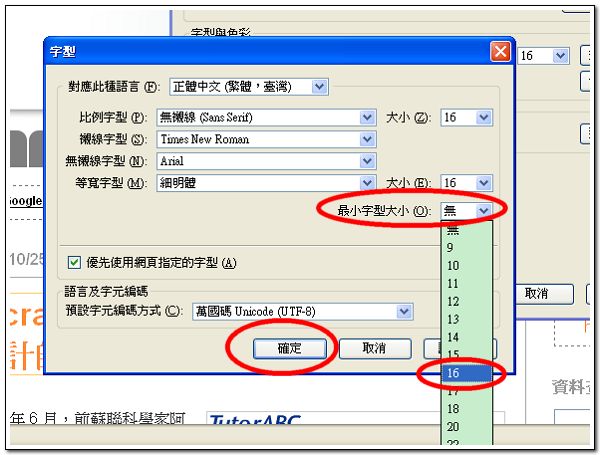 字型與色彩
16
字型
對應此種語言 (F): 正體中文 (繁體，臺灣)
比例字型 (P): 無襯線 (Sans Serif) 大小 (Z): 16
襯線字型 (S): Times New Roman
無襯線字型 (N): Arial
等寬字型 (M): 細明體 大小 (E): 16
最小字型大小 (O): 無
無
9
10
11
12
13
14
15
16
17
18
20
22
優先使用網頁指定的字型 (A)
語言及字元編碼
預設字元編碼方式 (C): 萬國碼 Unicode (UTF-8)
確定 取消
取消
Google
10/25
cra
計
資料
年 6 月，前蘇聯科學家阿
TutorABC